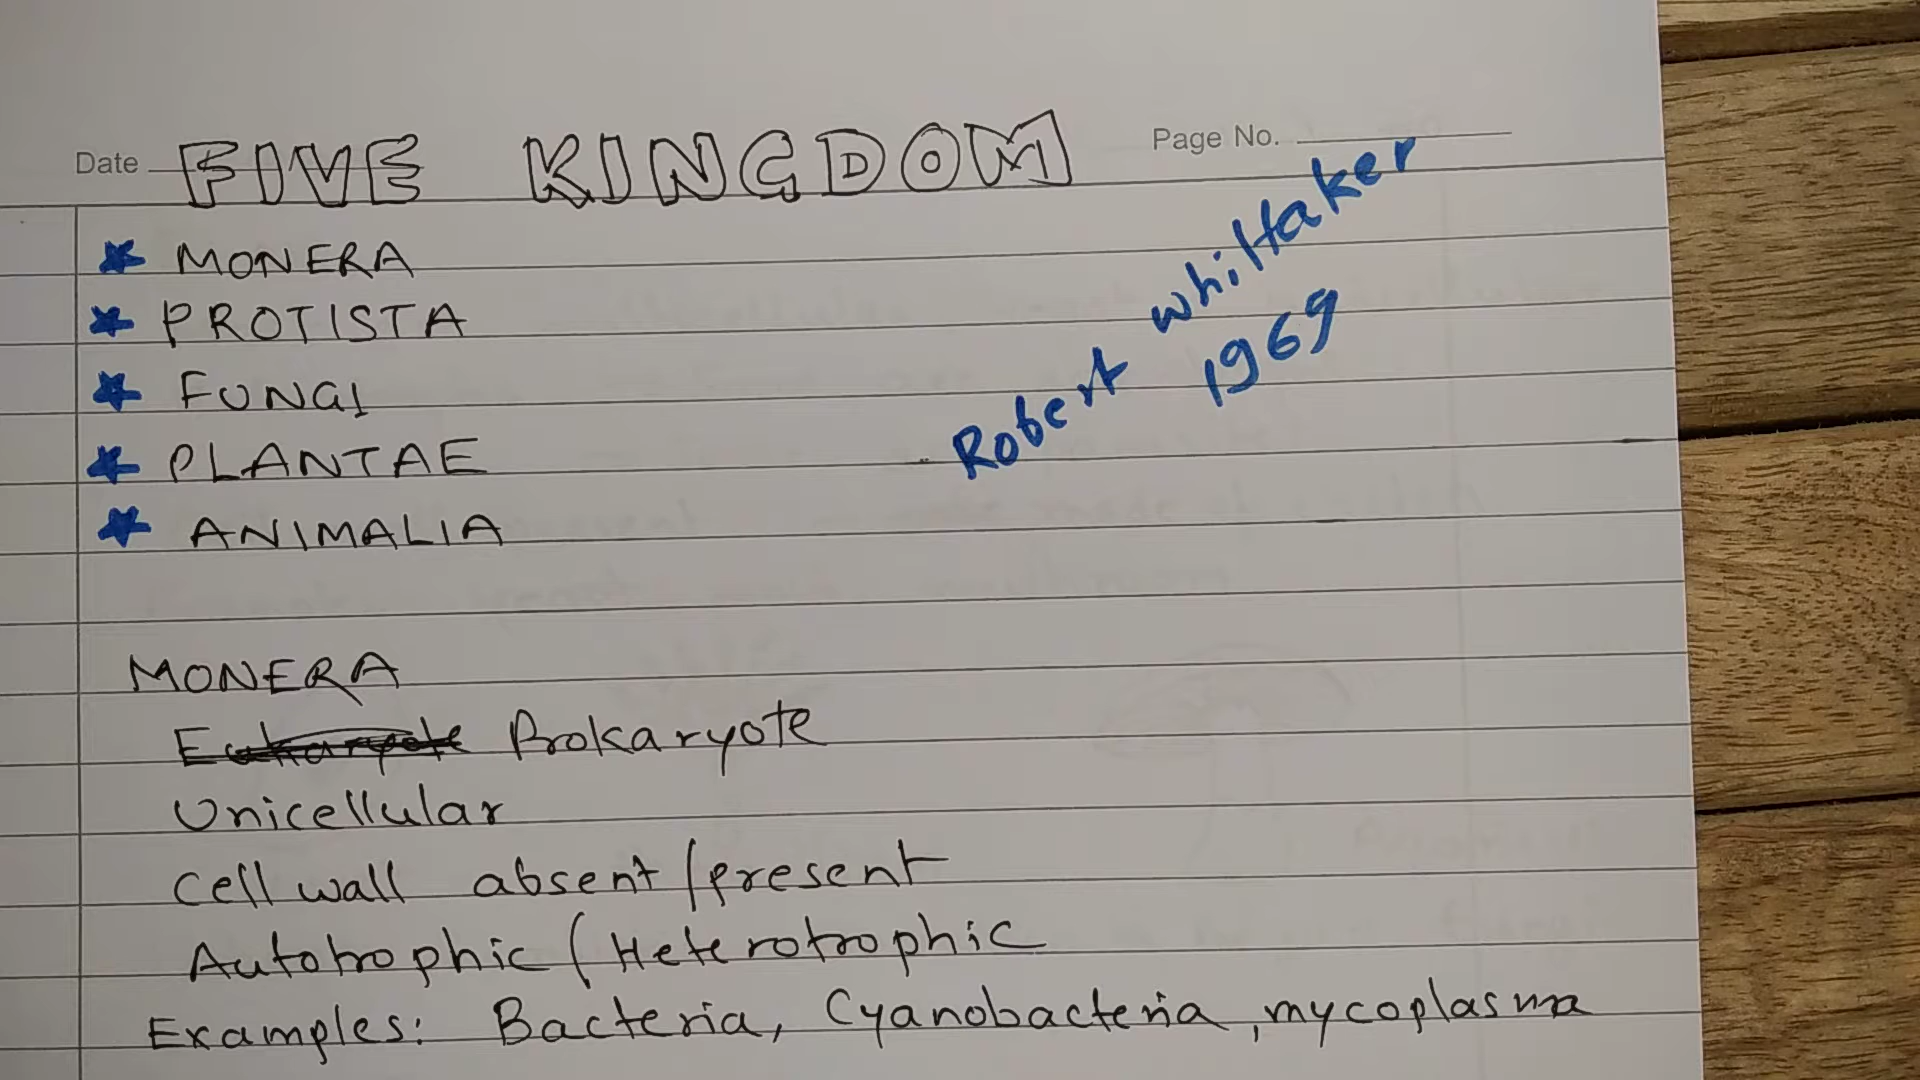 Date FIVE KINGDOM Page No.
MONERA
PROTISTA
FUNGI
PLANTAE
ANIMALIA
Robert Whittaker
1969
MONERA
Eukaryote Prokaryote
Unicellular
Cell wall absent / present
Autotrophic / Heterotrophic
Examples: Bacteria, Cyanobacteria, mycoplasma